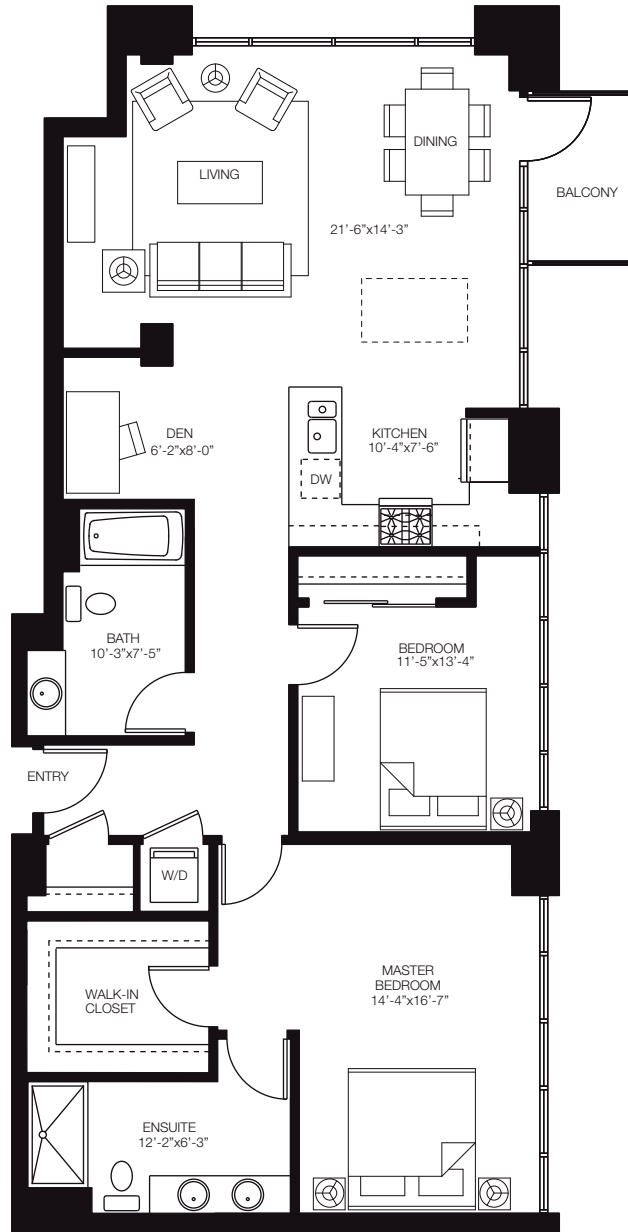 LIVING
DINING
BALCONY
21'-6”x14'-3”
DEN
6'-2”x8'-0”
KITCHEN
10'-4”x7'-6”
DW
BATH
10'-3”x7'-5”
BEDROOM
11'-5”x13'-4”
ENTRY
W/D
WALK-IN
CLOSET
MASTER
BEDROOM
14'-4”x16'-7”
ENSUITE
12'-2”x6'-3”